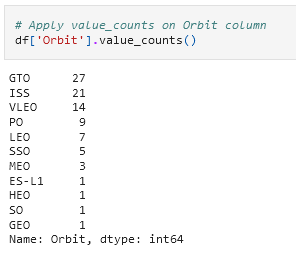 # Apply value_counts on Orbit column
df['Orbit'].value_counts()
GTO 27
ISS 21
VLEO 14
PO 9
LEO 7
SSO 5
MEO 3
ES-L1 1
HEO 1
SO 1
GEO 1
Name: Orbit, dtype: int64